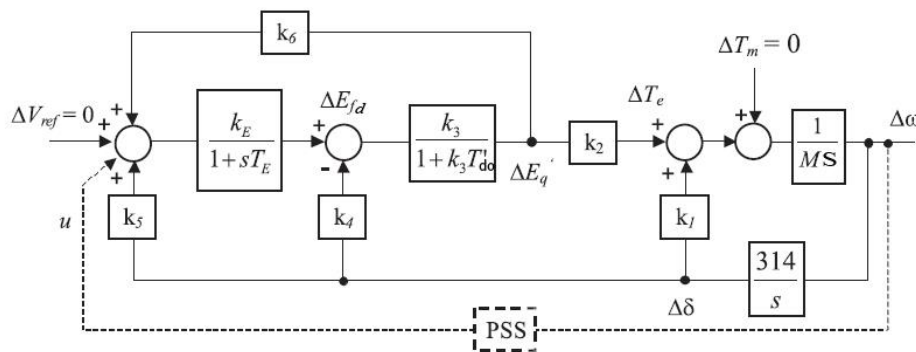 k6
ΔTm = 0
ΔVref = 0
+
+
+
+
kE
1+sTE
ΔEfd
+
-
k3
1+k3T'do
ΔEq'
k2
ΔTe
+
+
1
MS
Δω
u
k5
k4
k1
314
s
Δδ
PSS